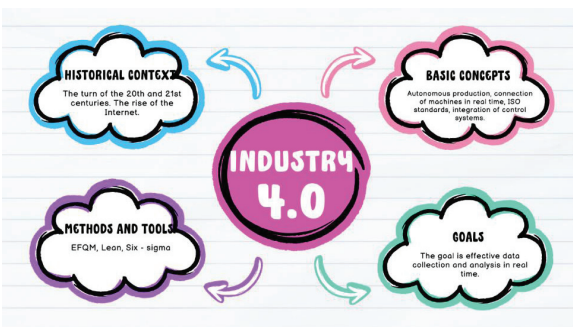 HISTORICAL CONTEXT
The turn of the 20th and 21st
centuries. The rise of the
Internet.
BASIC CONCEPTS
Autonomous production, connection
of machines in real time, ISO
standards, integration of control
systems.
INDUSTRY
4.0
METHODS AND TOOLS
EFQM, Lean, Six - sigma
GOALS
The goal is effective data
collection and analysis in real
time.